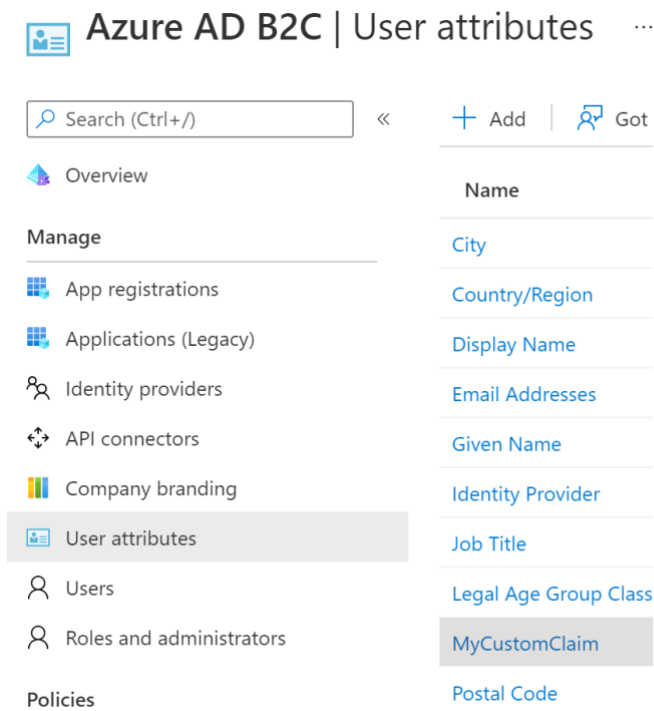 Azure AD B2C | User attributes ...
Search (Ctrl+/)
«
Overview
Manage
App registrations
Applications (Legacy)
Identity providers
API connectors
Company branding
User attributes
Users
Roles and administrators
Policies
+ Add
Got
Name
City
Country/Region
Display Name
Email Addresses
Given Name
Identity Provider
Job Title
Legal Age Group Class
MyCustomClaim
Postal Code